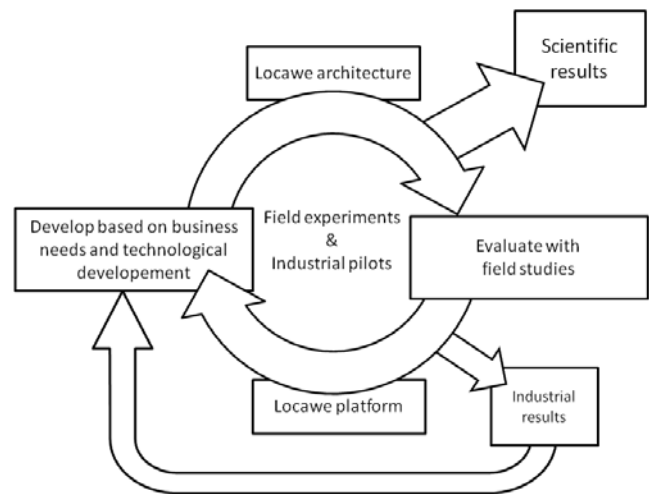 Scientific
results
Locawe architecture
Develop based on business
needs and technological
developement
Field experiments
&
Industrial pilots
Evaluate with
field studies
Locawe platform
Industrial
results